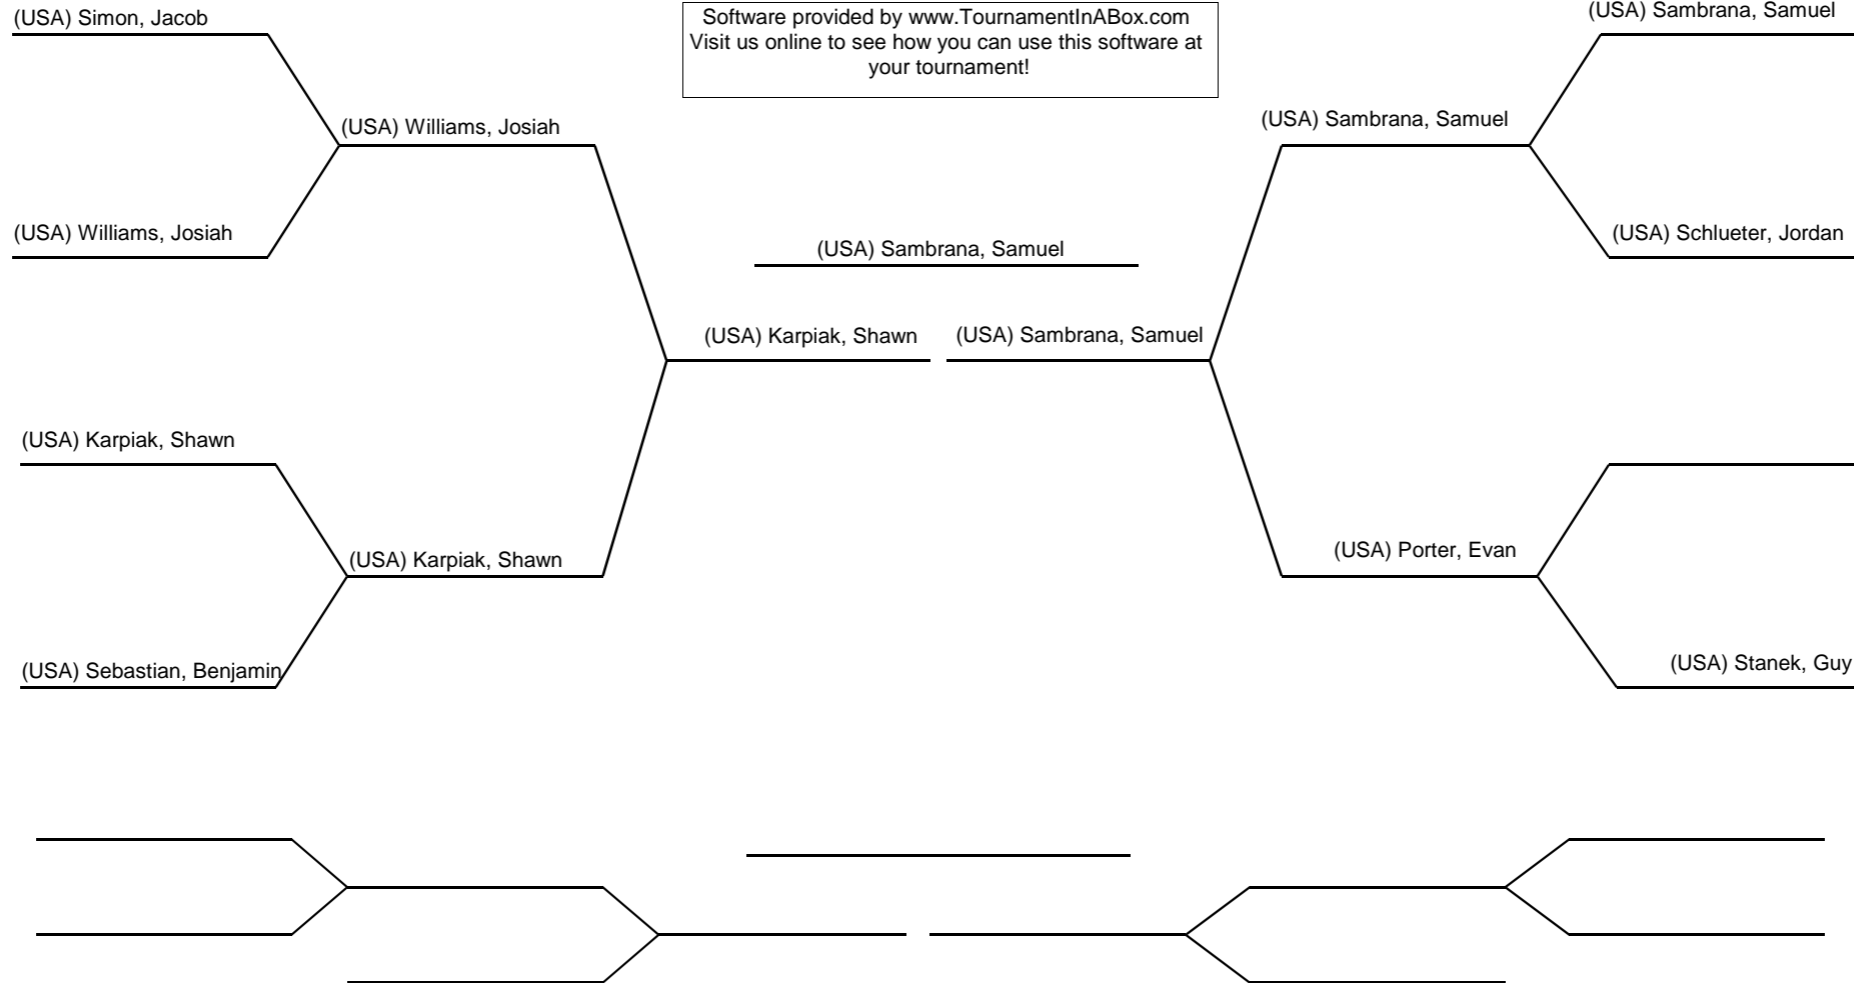 (USA) Simon, Jacob
Software provided by www.TournamentInABox.com
Visit us online to see how you can use this software at
your tournament!
(USA) Sambrana, Samuel
(USA) Williams, Josiah
(USA) Sambrana, Samuel
(USA) Williams, Josiah
(USA) Sambrana, Samuel
(USA) Schlueter, Jordan
(USA) Karpiak, Shawn
(USA) Sambrana, Samuel
(USA) Karpiak, Shawn
(USA) Karpiak, Shawn
(USA) Porter, Evan
(USA) Sebastian, Benjamin
(USA) Stanek, Guy